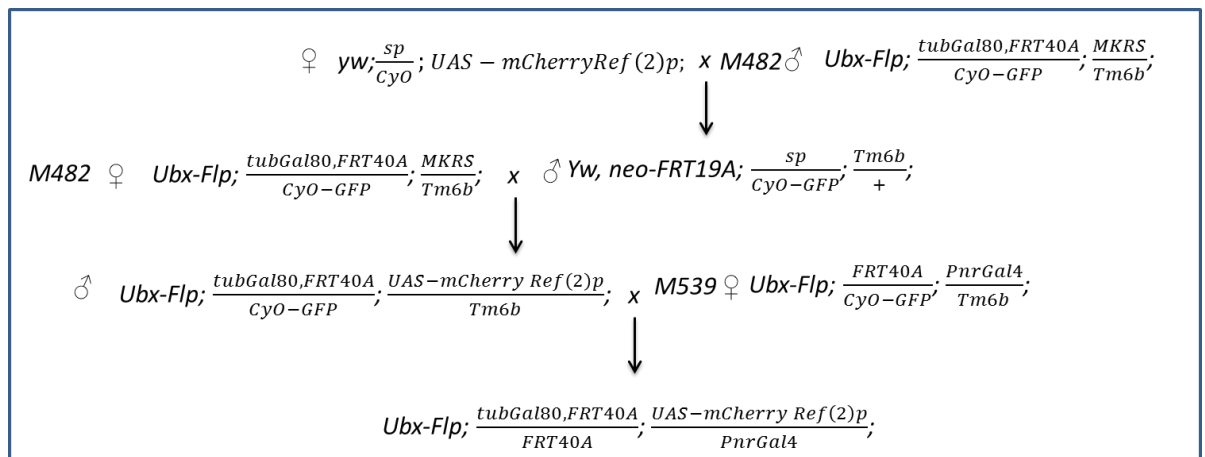 ♀ yw; sp/CyO ; UAS − mCherryRef(2)p; x M482♂ Ubx-Flp; tubGal80,FRT40A/CyO−GFP; MKRS/Tm6b;
M482 ♀ Ubx-Flp; tubGal80,FRT40A/CyO−GFP; MKRS/Tm6b; x ♂ Yw, neo-FRT19A; sp/CyO−GFP; Tm6b/+;
♂ Ubx-Flp; tubGal80,FRT40A/CyO−GFP; UAS−mCherry Ref(2)p/Tm6b; x M539 ♀ Ubx-Flp; FRT40A/CyO−GFP; PnrGal4/Tm6b;
Ubx-Flp; tubGal80,FRT40A/FRT40A; UAS−mCherry Ref(2)p/PnrGal4;